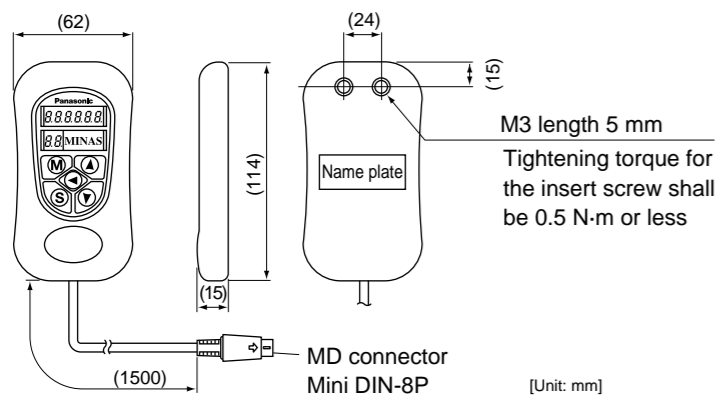 (62)
(24)
(15)
Panasonic
8.8.8.8.8.8.
8.8. MINAS
M
S
(114)
(15)
Name plate
M3 length 5 mm
Tightening torque for
the insert screw shall
be 0.5 N·m or less
(1500)
MD connector
Mini DIN-8P
[Unit: mm]